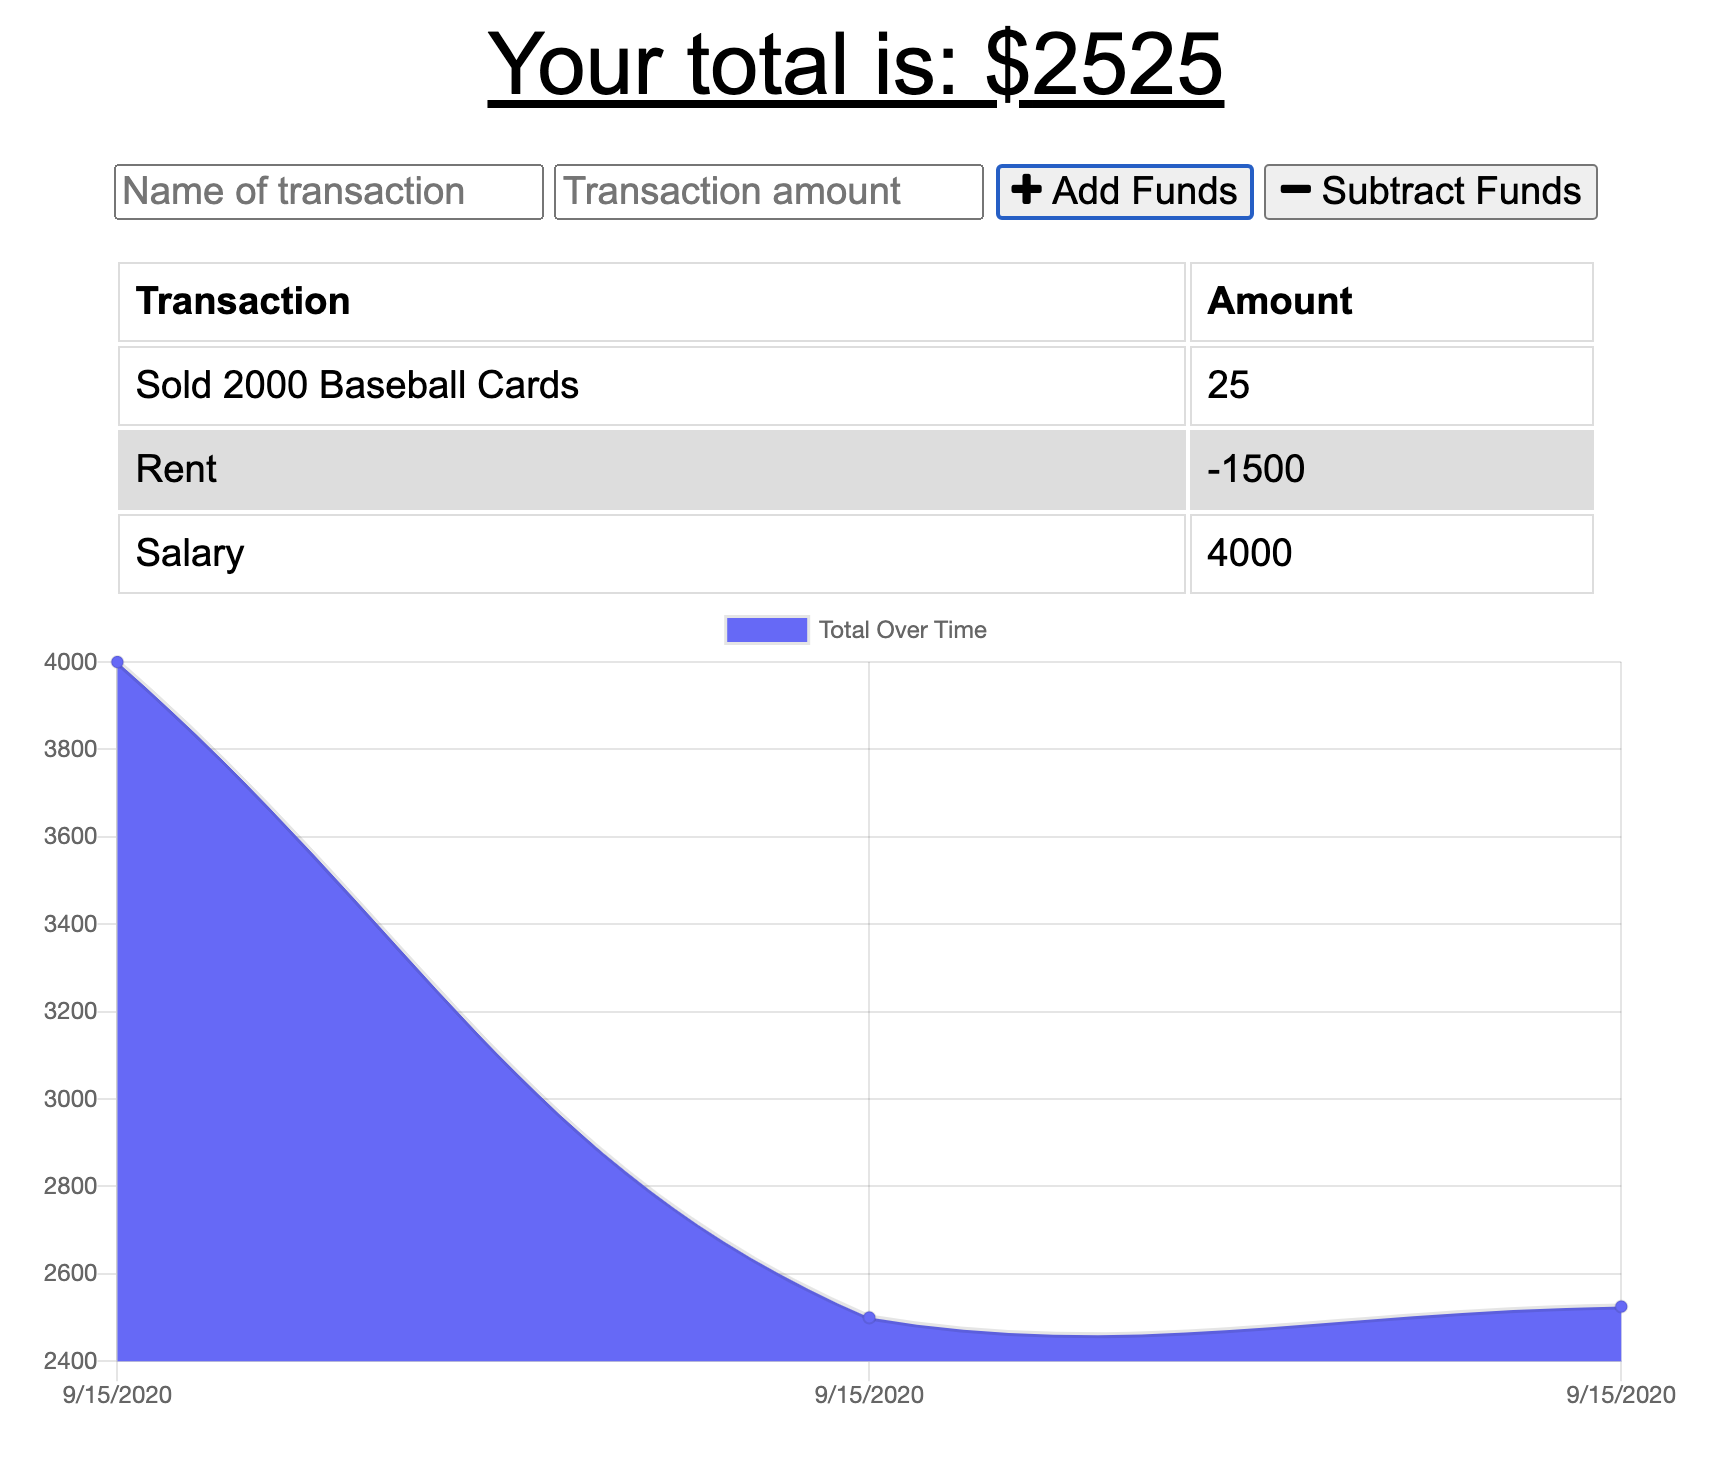 Your total is: $2525
Name of transaction Transaction amount + Add Funds − Subtract Funds
Transaction Amount
Sold 2000 Baseball Cards 25
Rent -1500
Salary 4000
Total Over Time
4000
3800
3600
3400
3200
3000
2800
2600
2400
9/15/2020 9/15/2020 9/15/2020